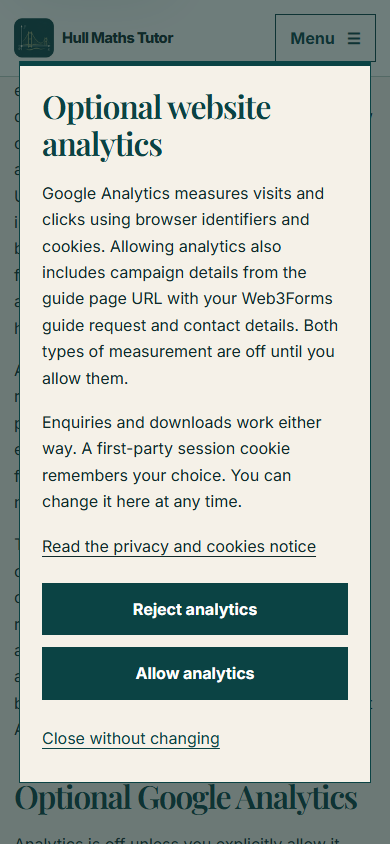 Hull Maths Tutor
Menu
Optional website
analytics
Google Analytics measures visits and
clicks using browser identifiers and
cookies. Allowing analytics also
includes campaign details from the
guide page URL with your Web3Forms
guide request and contact details. Both
types of measurement are off until you
allow them.
Enquiries and downloads work either
way. A first-party session cookie
remembers your choice. You can
change it here at any time.
Read the privacy and cookies notice
Reject analytics
Allow analytics
Close without changing
Optional Google Analytics
Analytics is off unless you explicitly allow it